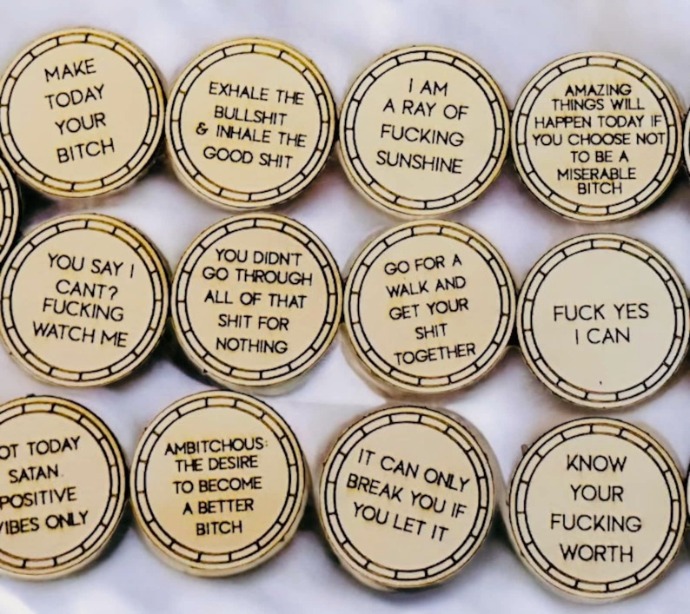 MAKE
TODAY
YOUR
BITCH
EXHALE THE
BULLSHIT
& INHALE THE
GOOD SHIT
I AM
A RAY OF
FUCKING
SUNSHINE
AMAZING
THINGS WILL
HAPPEN TODAY IF
YOU CHOOSE NOT
TO BE A
MISERABLE
BITCH
YOU SAY I
CANT?
FUCKING
WATCH ME
YOU DIDN'T
GO THROUGH
ALL OF THAT
SHIT FOR
NOTHING
GO FOR A
WALK AND
GET YOUR
SHIT
TOGETHER
FUCK YES
I CAN
OT TODAY
SATAN.
POSITIVE
VIBES ONLY
AMBITCHOUS:
THE DESIRE
TO BECOME
A BETTER
BITCH
IT CAN ONLY
BREAK YOU IF
YOU LET IT
KNOW
YOUR
FUCKING
WORTH